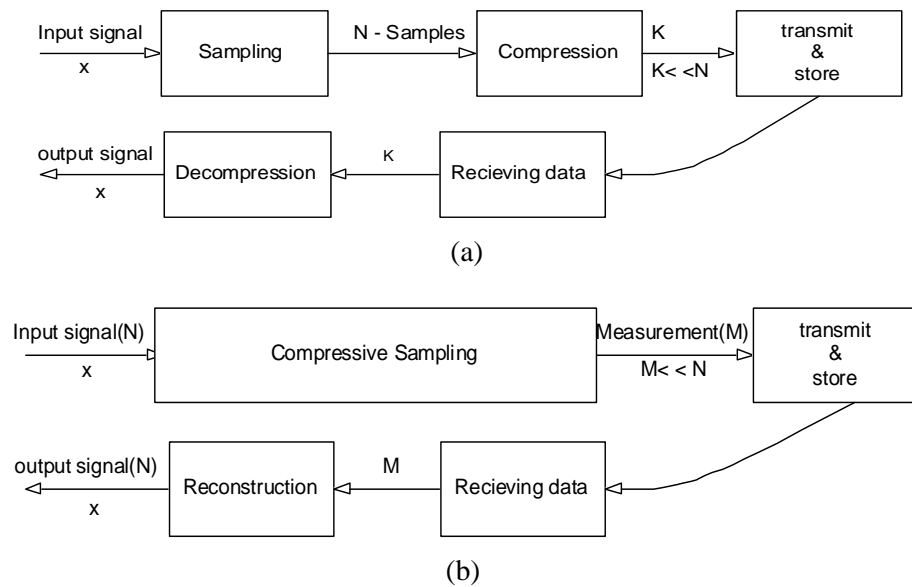 Input signal
x
Sampling
N - Samples
Compression
K
K< <N
transmit
&
store
output signal
x
Decompression
K
Recieving data
(a)
Input signal(N)
x
Compressive Sampling
Measurement(M)
M< < N
transmit
&
store
output signal(N)
x
Reconstruction
M
Recieving data
(b)